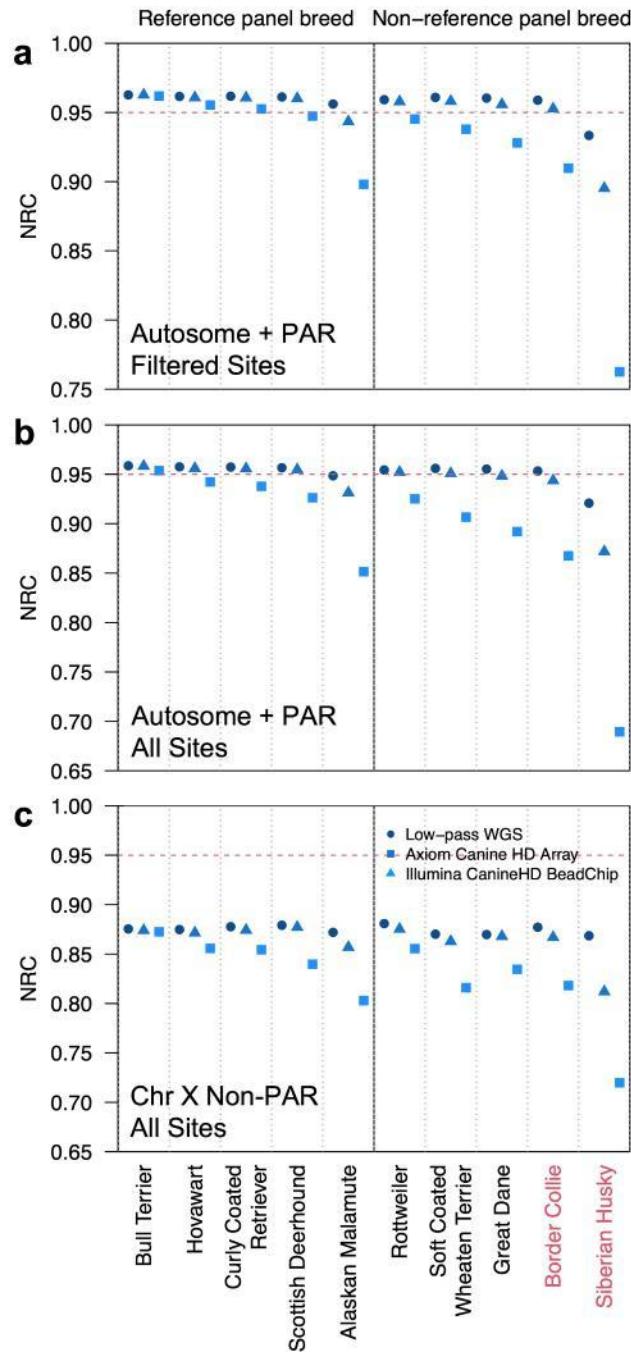 Reference panel breed Non-reference panel breed
a
1.00
0.95
0.90
0.85
0.80
0.75
NRC
Autosome + PAR
Filtered Sites
b
1.00
0.95
0.90
0.85
0.80
0.75
0.70
0.65
NRC
Autosome + PAR
All Sites
c
1.00
0.95
0.90
0.85
0.80
0.75
0.70
0.65
NRC
Low-pass WGS
Axiom Canine HD Array
Illumina CanineHD BeadChip
Chr X Non-PAR
All Sites
Bull Terrier
Hovawart
Curly Coated
Retriever
Scottish Deerhound
Alaskan Malamute
Rottweiler
Soft Coated
Wheaten Terrier
Great Dane
Border Collie
Siberian Husky